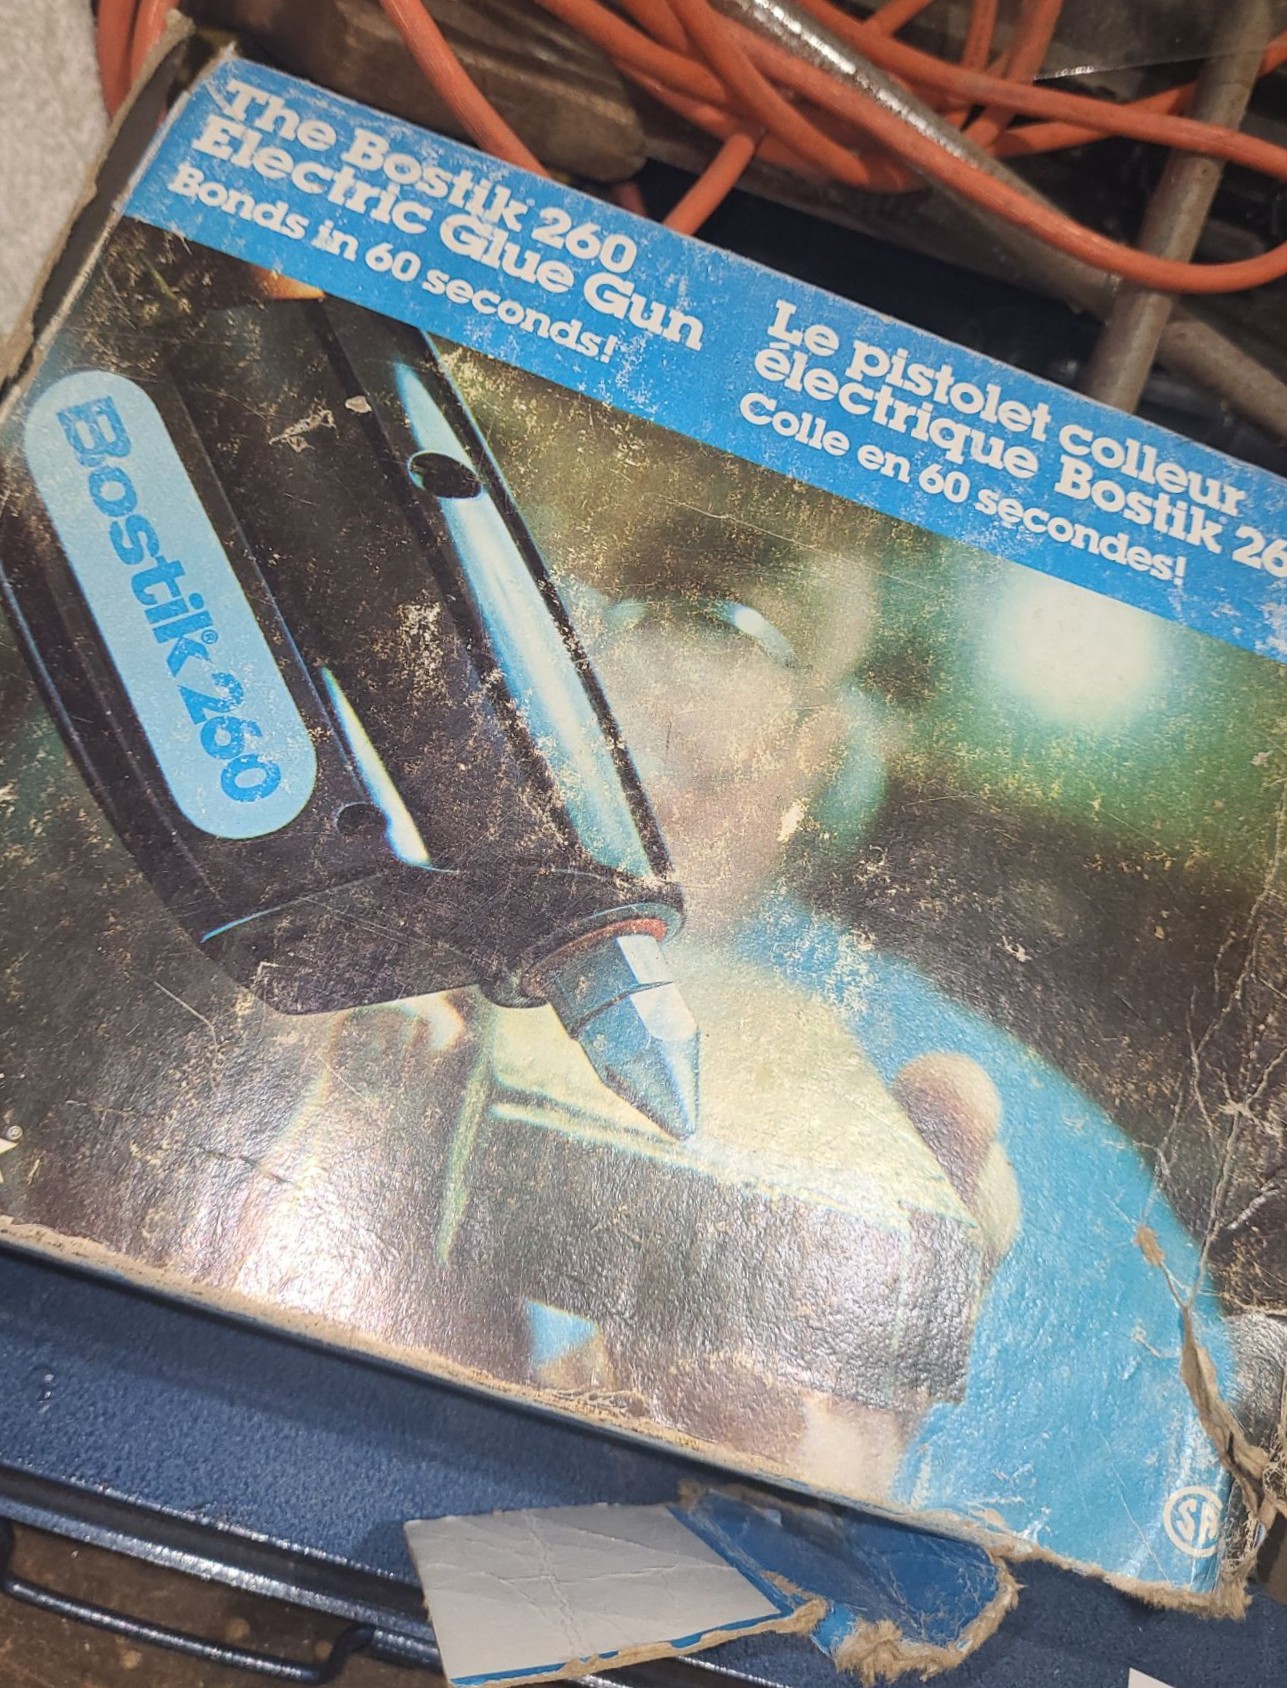 The Bostik 260
Electric Glue Gun
Bonds in 60 seconds!
Le pistolet colleur
électrique Bostik 26
Colle en 60 secondes!
Bostik® 260